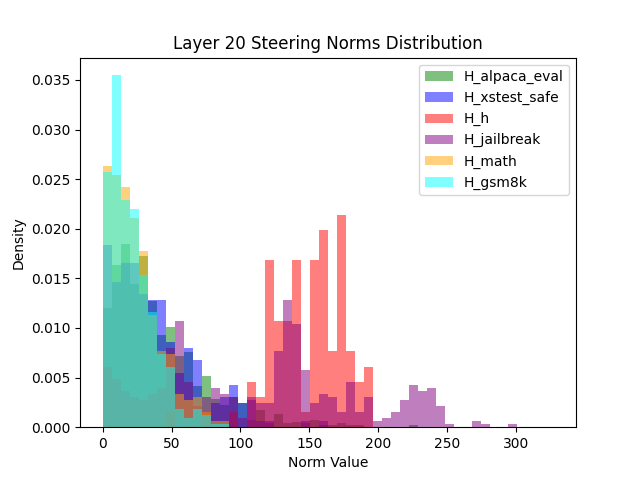 Layer 20 Steering Norms Distribution
H_alpaca_eval
H_xstest_safe
H_h
H_jailbreak
H_math
H_gsm8k
Density
0.035
0.030
0.025
0.020
0.015
0.010
0.005
0.000
0 50 100 150 200 250 300
Norm Value